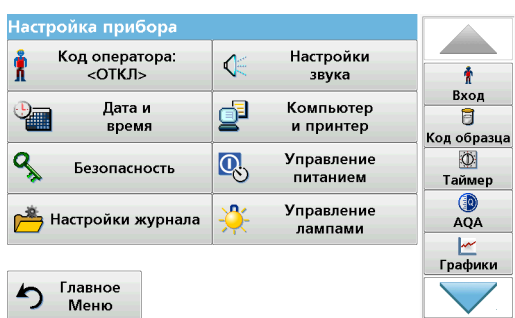 Настройка прибора
Код оператора:
<ОТКЛ>
Настройки
звука
Дата и
время
Компьютер
и принтер
Безопасность
Управление
питанием
Настройки журнала
Управление
лампами
Главное
Меню
Вход
Код образца
Таймер
AQA
Графики